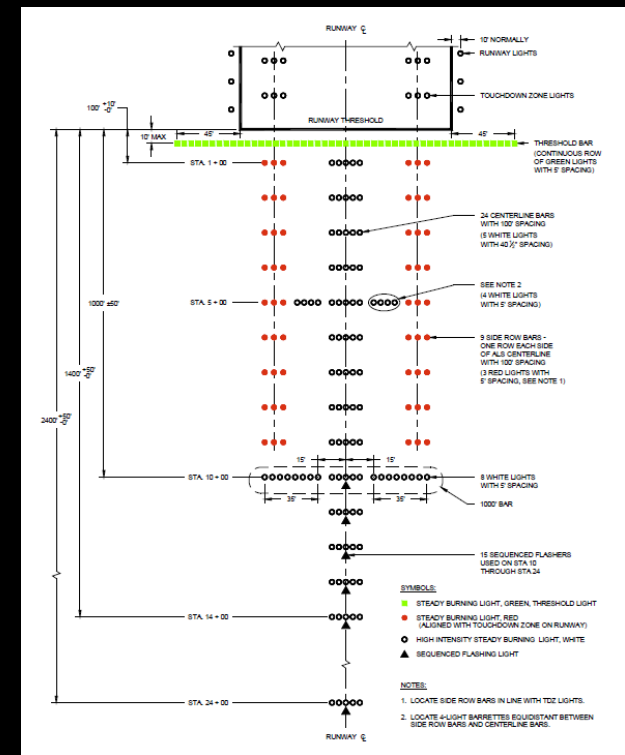 RUNWAY ℄
10' NORMALLY
RUNWAY LIGHTS
TOUCHDOWN ZONE LIGHTS
RUNWAY THRESHOLD
100' +10' -0'
10' MAX
45'
45'
THRESHOLD BAR
(CONTINUOUS ROW
OF GREEN LIGHTS
WITH 5' SPACING)
STA. 1 + 00
24 CENTERLINE BARS
WITH 100' SPACING
(5 WHITE LIGHTS
WITH 40 ½" SPACING)
SEE NOTE 2
(4 WHITE LIGHTS
WITH 5' SPACING)
1000' ±50'
STA. 5 + 00
9 SIDE ROW BARS -
ONE ROW EACH SIDE
OF ALS CENTERLINE
WITH 100' SPACING
(3 RED LIGHTS WITH
5' SPACING, SEE NOTE 1)
1400'
2400'
15'
15'
STA. 10 + 00
8 WHITE LIGHTS
WITH 5' SPACING
35'
35'
1000' BAR
15 SEQUENCED FLASHERS
USED ON STA 10
THROUGH STA 24
SYMBOLS:
STEADY BURNING LIGHT, GREEN, THRESHOLD LIGHT
STEADY BURNING LIGHT, RED
(ALIGNED WITH TOUCHDOWN ZONE ON RUNWAY)
HIGH INTENSITY STEADY BURNING LIGHT, WHITE
SEQUENCED FLASHING LIGHT
STA. 14 + 00
NOTES:
1. LOCATE SIDE ROW BARS IN LINE WITH TDZ LIGHTS.
2. LOCATE 4-LIGHT BARRETTES EQUIDISTANT BETWEEN
SIDE ROW BARS AND CENTERLINE BARS.
STA. 24 + 00
RUNWAY ℄